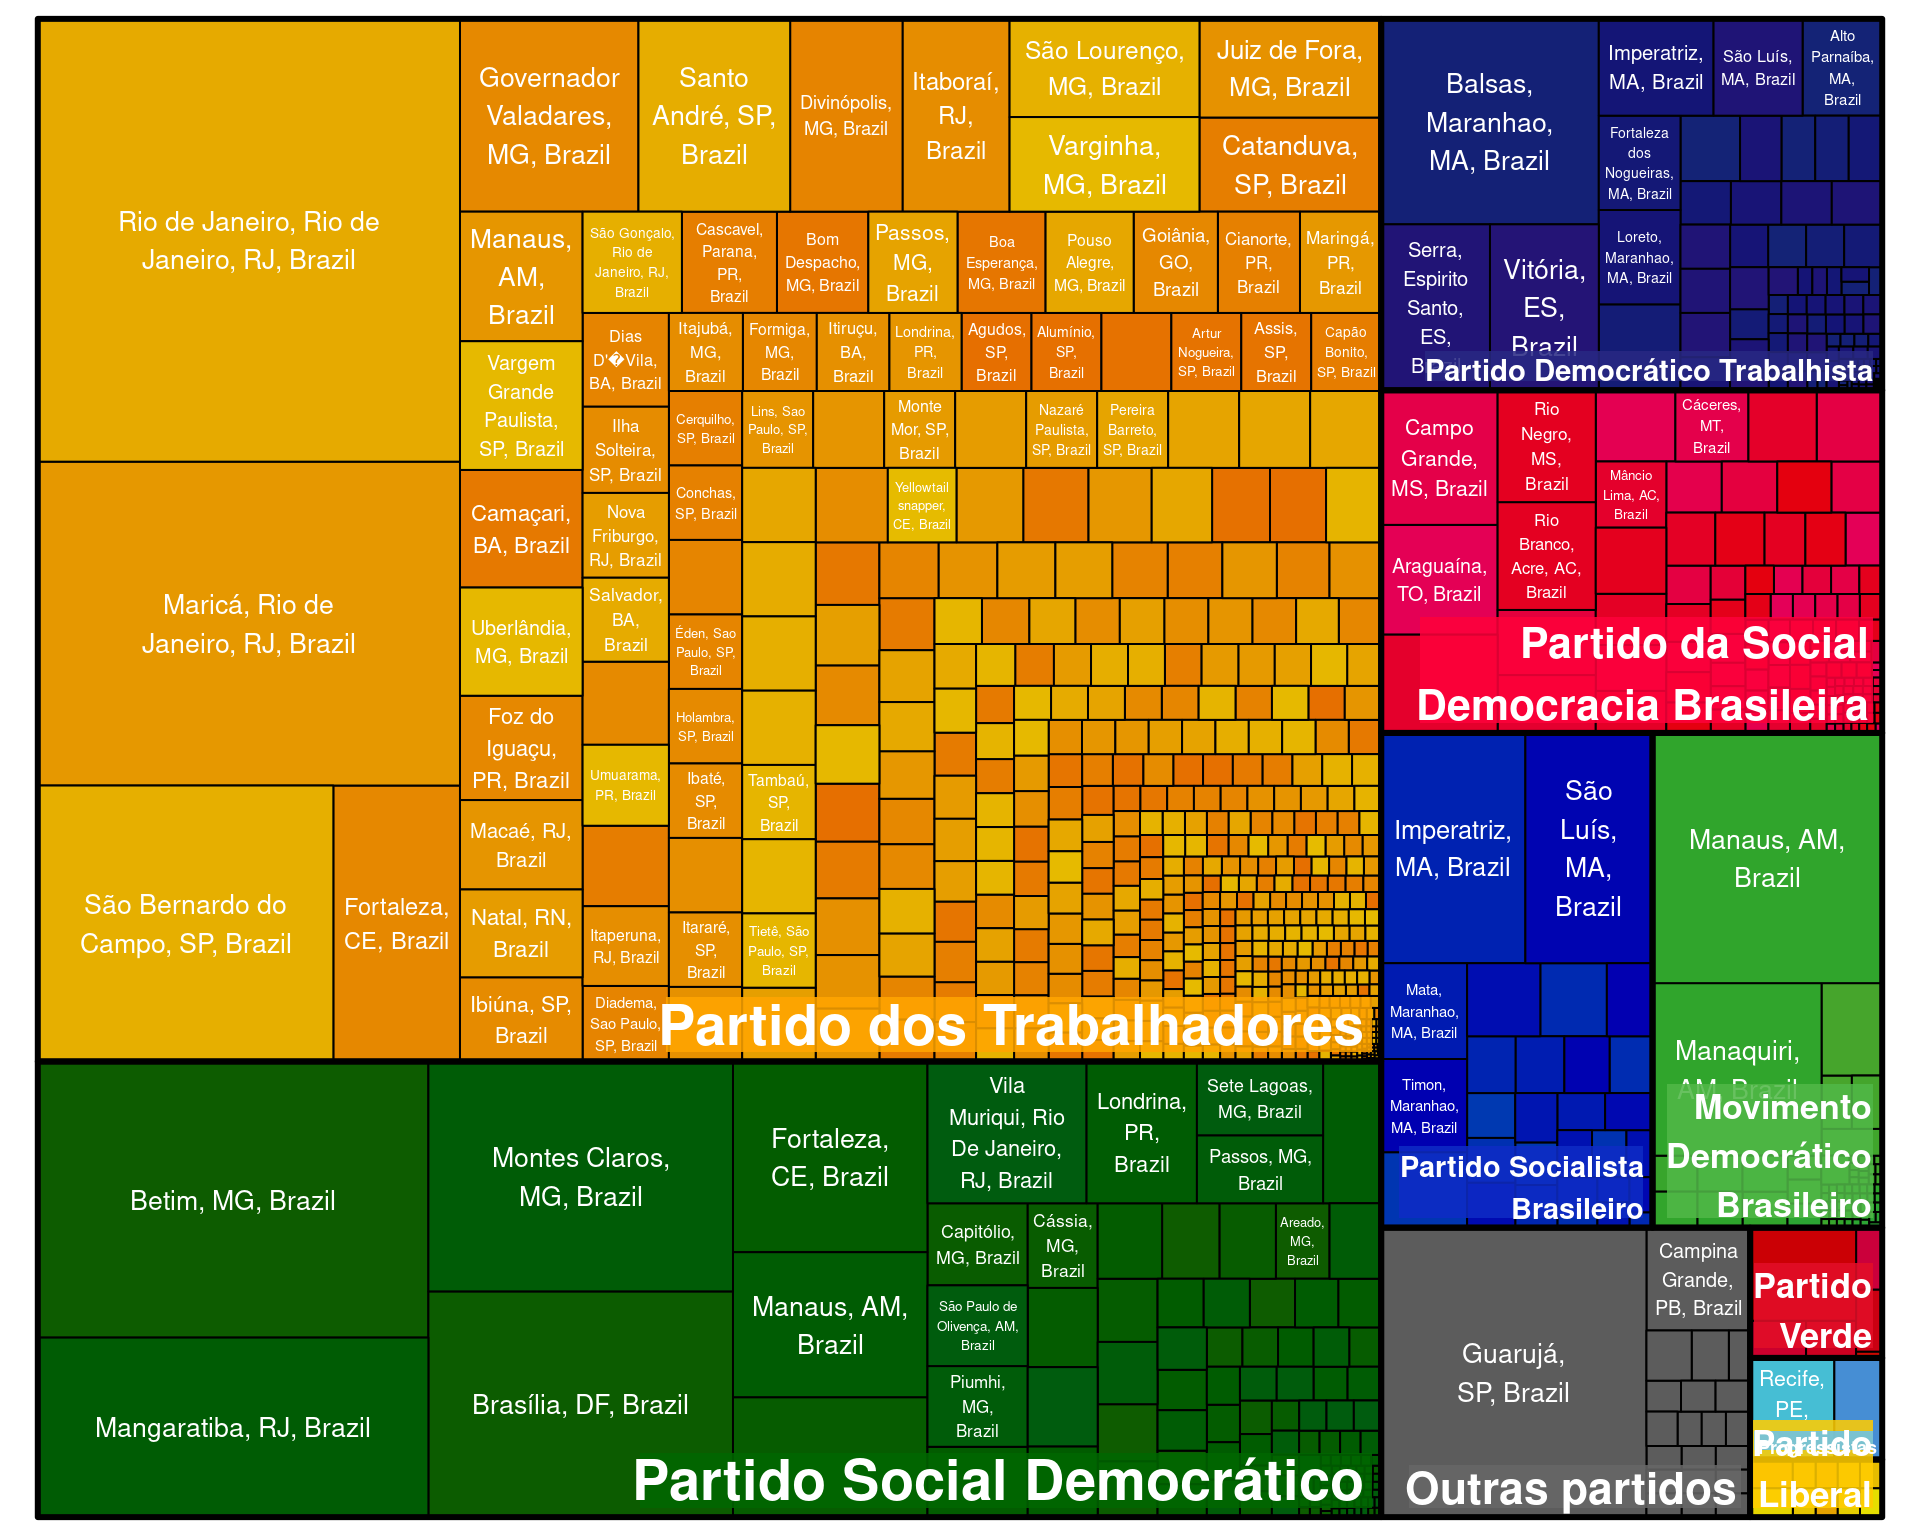 Rio de Janeiro, Rio de
Janeiro, RJ, Brazil
Maricá, Rio de
Janeiro, RJ, Brazil
São Bernardo do
Campo, SP, Brazil
Fortaleza,
CE, Brazil
Governador
Valadares,
MG, Brazil
Santo
André, SP,
Brazil
Divinópolis,
MG, Brazil
Itaboraí,
RJ,
Brazil
São Lourenço,
MG, Brazil
Varginha,
MG, Brazil
Juiz de Fora,
MG, Brazil
Catanduva,
SP, Brazil
Manaus,
AM,
Brazil
Vargem
Grande
Paulista,
SP, Brazil
Camaçari,
BA, Brazil
Uberlândia,
MG, Brazil
Foz do
Iguaçu,
PR, Brazil
Macaé, RJ,
Brazil
Natal, RN,
Brazil
Ibiúna, SP,
Brazil
São Gonçalo,
Rio de
Janeiro, RJ,
Brazil
Cascavel,
Parana,
PR,
Brazil
Bom
Despacho,
MG, Brazil
Passos,
MG,
Brazil
Boa
Esperança,
MG, Brazil
Pouso
Alegre,
MG, Brazil
Goiânia,
GO,
Brazil
Cianorte,
PR,
Brazil
Maringá,
PR,
Brazil
Dias
D'�Vila,
BA, Brazil
Ilha
Solteira,
SP, Brazil
Nova
Friburgo,
RJ, Brazil
Salvador,
BA,
Brazil
Umuarama,
PR, Brazil
Itaperuna,
RJ, Brazil
Diadema,
Sao Paulo,
SP, Brazil
Itajubá,
MG,
Brazil
Formiga,
MG,
Brazil
Itiruçu,
BA,
Brazil
Londrina,
PR,
Brazil
Agudos,
SP,
Brazil
Alumínio,
SP,
Brazil
Artur
Nogueira,
SP, Brazil
Assis,
SP,
Brazil
Capão
Bonito,
SP, Brazil
Cerquilho,
SP, Brazil
Conchas,
SP, Brazil
Éden, Sao
Paulo, SP,
Brazil
Holambra,
SP, Brazil
Ibaté,
SP,
Brazil
Itararé,
SP,
Brazil
Lins, Sao
Paulo, SP,
Brazil
Monte
Mor, SP,
Brazil
Nazaré
Paulista,
SP, Brazil
Pereira
Barreto,
SP, Brazil
Yellowtail
snapper,
CE, Brazil
Tambaú,
SP,
Brazil
Tietê, São
Paulo, SP,
Brazil
Partido dos Trabalhadores
Betim, MG, Brazil
Mangaratiba, RJ, Brazil
Montes Claros,
MG, Brazil
Brasília, DF, Brazil
Fortaleza,
CE, Brazil
Manaus, AM,
Brazil
Vila
Muriqui, Rio
De Janeiro,
RJ, Brazil
Londrina,
PR,
Brazil
Sete Lagoas,
MG, Brazil
Passos, MG,
Brazil
Capitólio,
MG, Brazil
Cássia,
MG,
Brazil
Areado,
MG,
Brazil
São Paulo de
Olivença, AM,
Brazil
Piumhi,
MG,
Brazil
Partido Social Democrático
Balsas,
Maranhao,
MA, Brazil
Imperatriz,
MA, Brazil
São Luís,
MA, Brazil
Alto
Parnaíba,
MA,
Brazil
Fortaleza
dos
Nogueiras,
MA, Brazil
Loreto,
Maranhao,
MA, Brazil
Serra,
Espirito
Santo,
ES,
Brazil
Vitória,
ES,
Brazil
Partido Democrático Trabalhista
Campo
Grande,
MS, Brazil
Araguaína,
TO, Brazil
Rio
Negro,
MS,
Brazil
Rio
Branco,
Acre, AC,
Brazil
Cáceres,
MT,
Brazil
Mâncio
Lima, AC,
Brazil
Partido da Social
Democracia Brasileira
Imperatriz,
MA, Brazil
São
Luís,
MA,
Brazil
Mata,
Maranhao,
MA, Brazil
Timon,
Maranhao,
MA, Brazil
Partido Socialista
Brasileiro
Manaus, AM,
Brazil
Manaquiri,
AM, Brazil
Movimento
Democrático
Brasileiro
Guarujá,
SP, Brazil
Campina
Grande,
PB, Brazil
Outras partidos
Partido
Verde
Recife,
PE,
Progressistas
Partido
Liberal